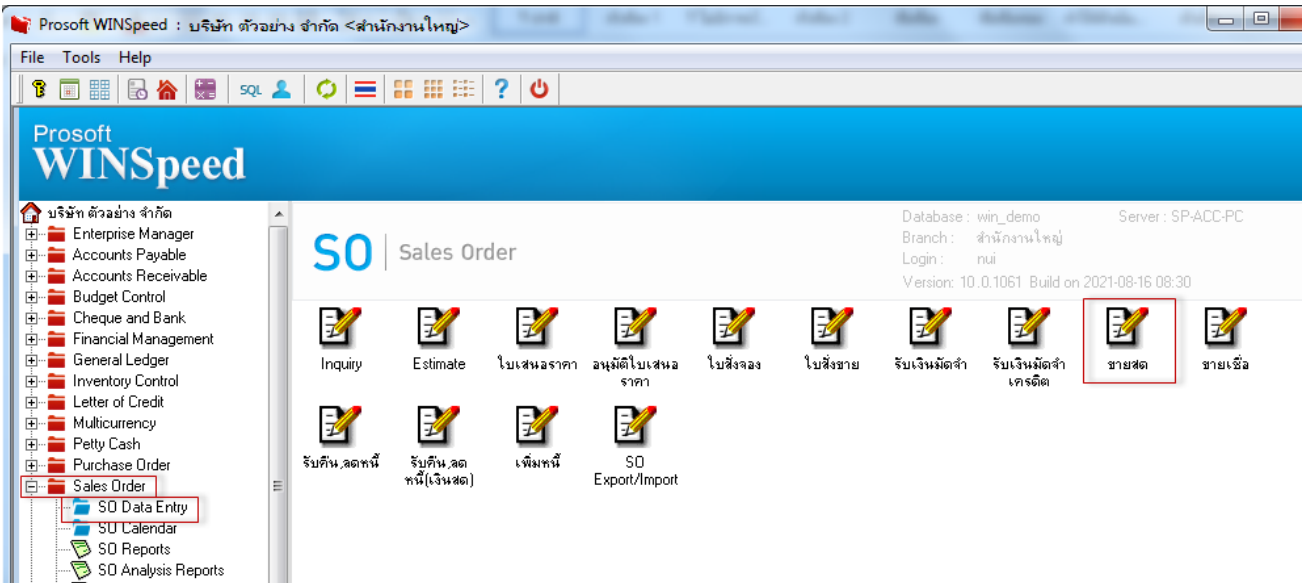 Prosoft WINSpeed : บริษัท ตัวอย่าง จำกัด <สำนักงานใหญ่>
File Tools Help
SQL
?
Prosoft
WINSpeed
บริษัท ตัวอย่าง จำกัด
Enterprise Manager
Accounts Payable
Accounts Receivable
Budget Control
Cheque and Bank
Financial Management
General Ledger
Inventory Control
Letter of Credit
Multicurrency
Petty Cash
Purchase Order
Sales Order
SO Data Entry
SO Calendar
SO Reports
SO Analysis Reports
SO Sales Order
Database : win_demo Server : SP-ACC-PC
Branch : สำนักงานใหญ่
Login : nui
Version: 10.0.1061 Build on 2021-08-16 08:30
Inquiry
Estimate
ใบเสนอราคา
อนุมัติใบเสนอ
ราคา
ใบสั่งจอง
ใบสั่งขาย
รับเงินมัดจำ
รับเงินมัดจำ
เครดิต
ขายสด
ขายเชื่อ
รับคืน,ลดหนี้
รับคืน,ลด
หนี้(เงินสด)
เพิ่มหนี้
SO
Export/Import